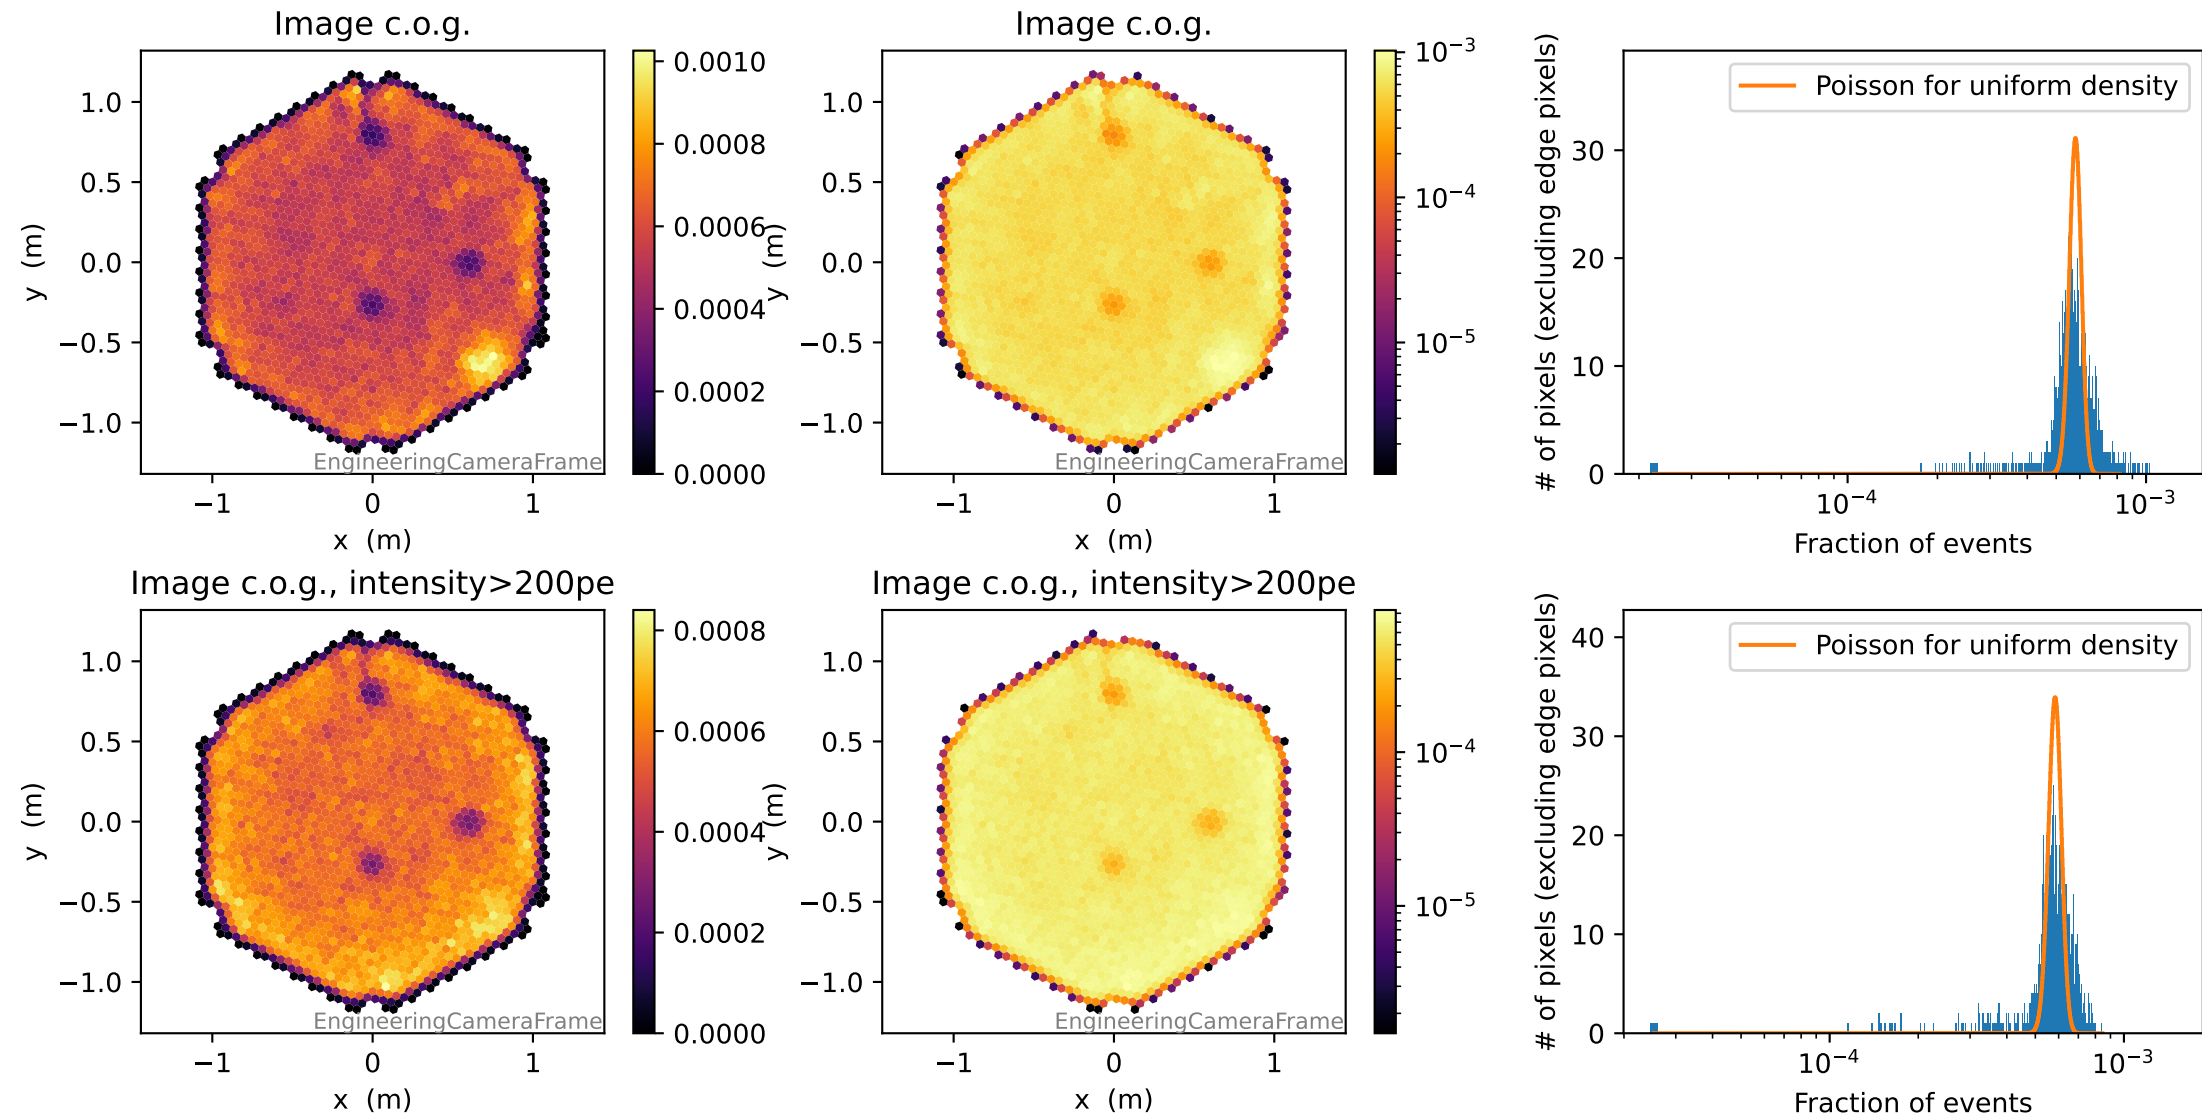 Image c.o.g.
1.0
0.5
0.0
−0.5
−1.0
y (m)
−1
0
1
x (m)
EngineeringCameraFrame
0.0010
0.0008
0.0006
0.0004
0.0002
0.0000
Image c.o.g.
1.0
0.5
0.0
−0.5
−1.0
y (m)
−1
0
1
x (m)
EngineeringCameraFrame
10−3
10−4
10−5
# of pixels (excluding edge pixels)
30
20
10
0
Poisson for uniform density
10−4
10−3
Fraction of events
Image c.o.g., intensity>200pe
1.0
0.5
0.0
−0.5
−1.0
y (m)
−1
0
1
x (m)
EngineeringCameraFrame
0.0008
0.0006
0.0004
0.0002
0.0000
Image c.o.g., intensity>200pe
1.0
0.5
0.0
−0.5
−1.0
y (m)
−1
0
1
x (m)
EngineeringCameraFrame
10−4
10−5
# of pixels (excluding edge pixels)
40
30
20
10
0
Poisson for uniform density
10−4
10−3
Fraction of events